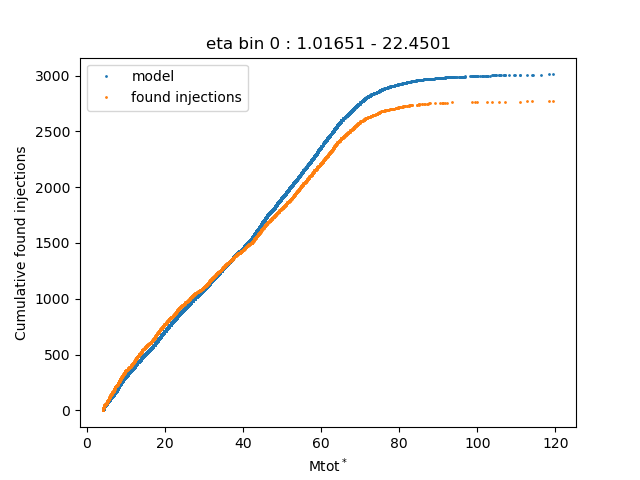 eta bin 0 : 1.01651 - 22.4501
model
found injections
Cumulative found injections
3000
2500
2000
1500
1000
500
0
0 20 40 60 80 100 120
Mtot*